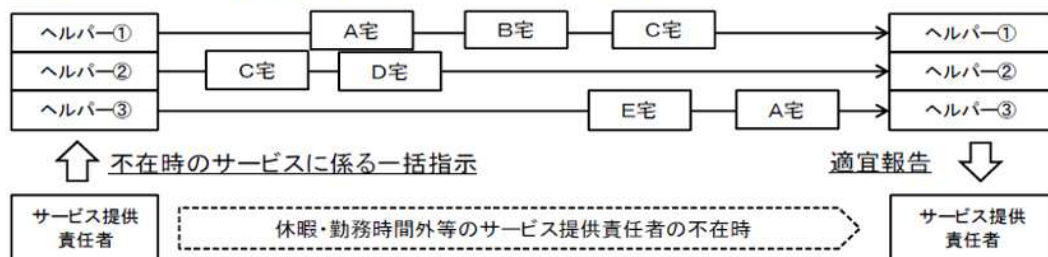 ヘルパー① A宅 B宅 C宅 ヘルパー①
ヘルパー② C宅 D宅 ヘルパー②
ヘルパー③ E宅 A宅 ヘルパー③
不在時のサービスに係る一括指示 適宜報告
サービス提供
責任者
休暇・勤務時間外等のサービス提供責任者の不在時
サービス提供
責任者